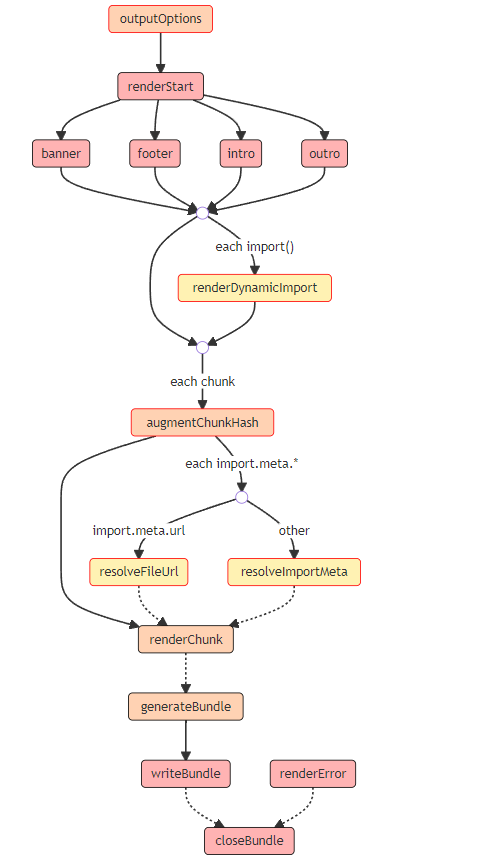 outputOptions
renderStart
banner
footer
intro
outro
each import()
renderDynamicImport
each chunk
augmentChunkHash
each import.meta.*
import.meta.url
other
resolveFileUrl
resolveImportMeta
renderChunk
generateBundle
writeBundle
renderError
closeBundle